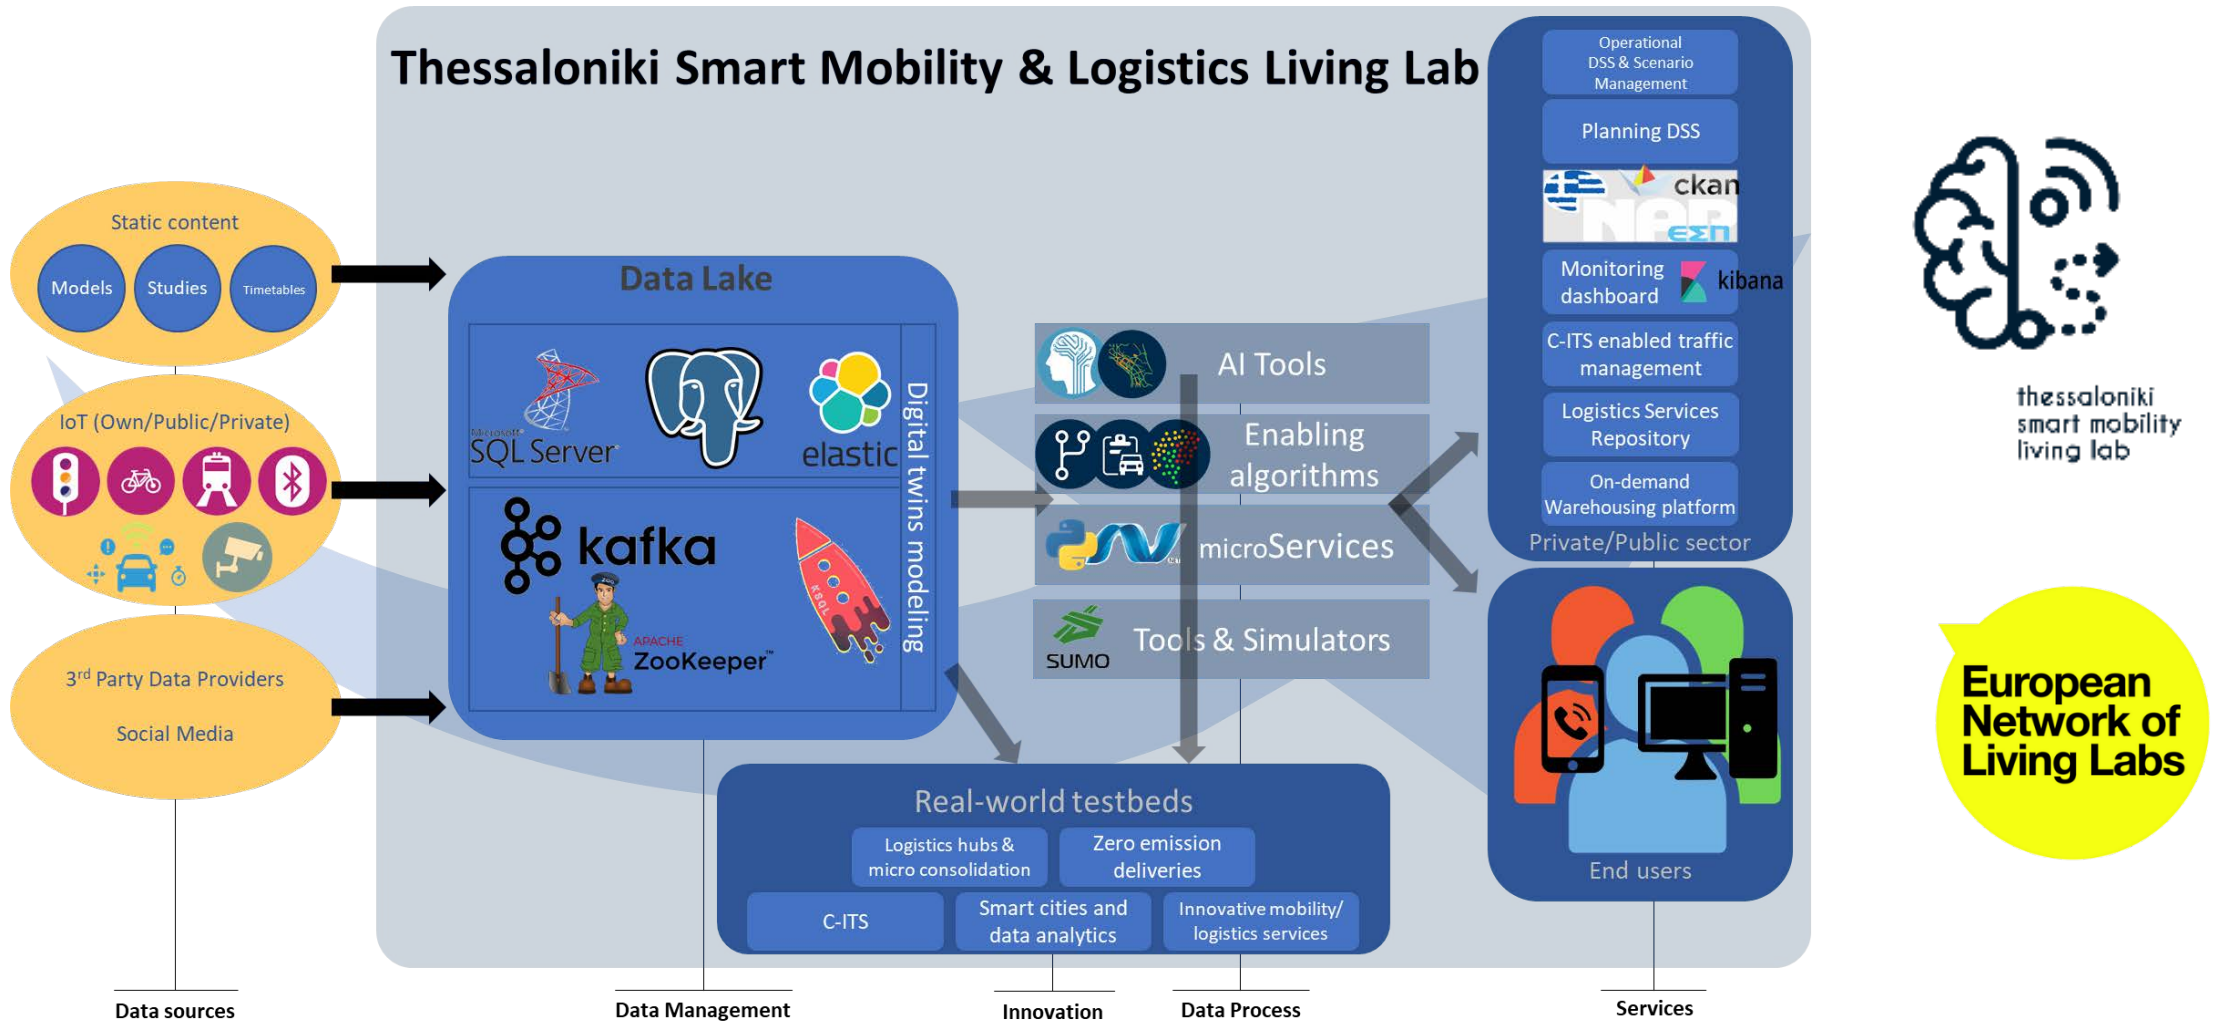 Thessaloniki Smart Mobility & Logistics Living Lab
Static content
Models
Studies
Timetables
IoT (Own/Public/Private)
3rd Party Data Providers
Social Media
Data Lake
Microsoft
SQL Server
elastic
kafka
APACHE
ZooKeeper™
KSQL
Digital twins modeling
AI Tools
Enabling
algorithms
microServices
SUMO
Tools & Simulators
Real-world testbeds
Logistics hubs &
micro consolidation
Zero emission
deliveries
C-ITS
Smart cities and
data analytics
Innovative mobility/
logistics services
Operational
DSS & Scenario
Management
Planning DSS
ckan
NAP
εΣΠ
Monitoring
dashboard
kibana
C-ITS enabled traffic
management
Logistics Services
Repository
On-demand
Warehousing platform
Private/Public sector
End users
thessaloniki
smart mobility
living lab
European
Network of
Living Labs
Data sources
Data Management
Innovation
Data Process
Services